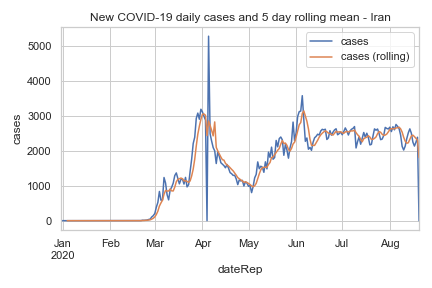 New COVID-19 daily cases and 5 day rolling mean - Iran
cases
cases (rolling)
5000
4000
3000
2000
1000
0
cases
Jan Feb Mar Apr May Jun Jul Aug
2020
dateRep